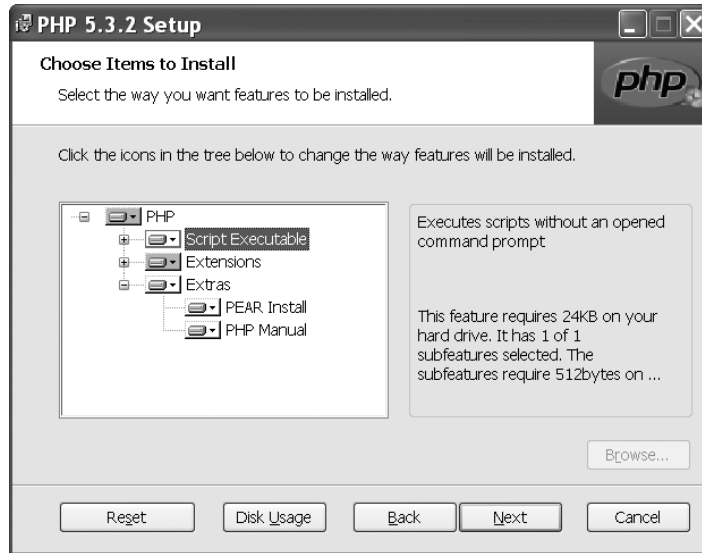 PHP 5.3.2 Setup
Choose Items to Install
Select the way you want features to be installed.
php
Click the icons in the tree below to change the way features will be installed.
PHP
Script Executable
Extensions
Extras
PEAR Install
PHP Manual
Executes scripts without an opened
command prompt
This feature requires 24KB on your
hard drive. It has 1 of 1
subfeatures selected. The
subfeatures require 512bytes on ...
Browse...
Reset
Disk Usage
Back
Next
Cancel